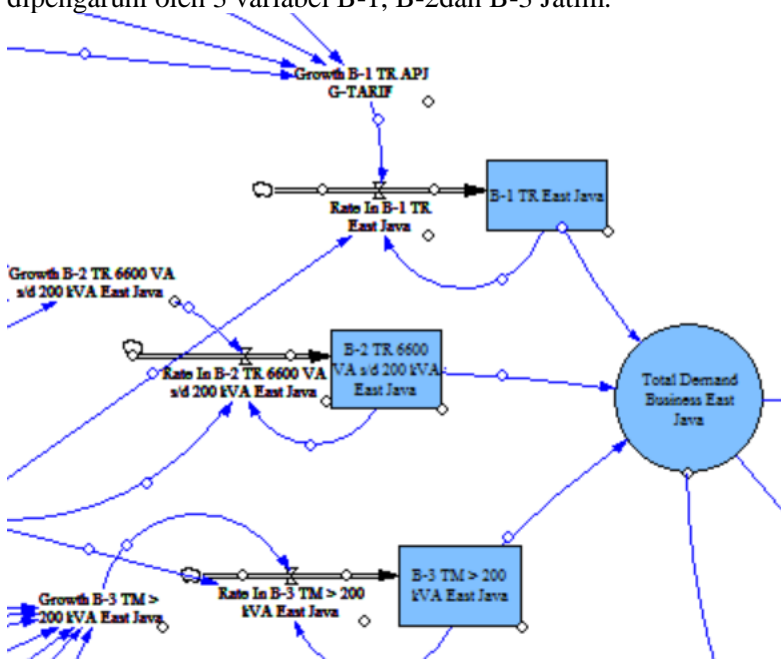 dipengaruhi oleh 3 variabel B-1, B-2dan B-3 Jatim.
Growth B-1 TR APJ
G-TARIF
Rate In B-1 TR
East Java
B-1 TR East Java
Growth B-2 TR 6600 VA
s/d 200 kVA East Java
Rate In B-2 TR 6600 VA
s/d 200 kVA East Java
B-2 TR 6600
VA s/d 200 kVA
East Java
Total Demand
Business East
Java
Growth B-3 TM >
200 kVA East Java
Rate In B-3 TM > 200
kVA East Java
B-3 TM > 200
kVA East Java